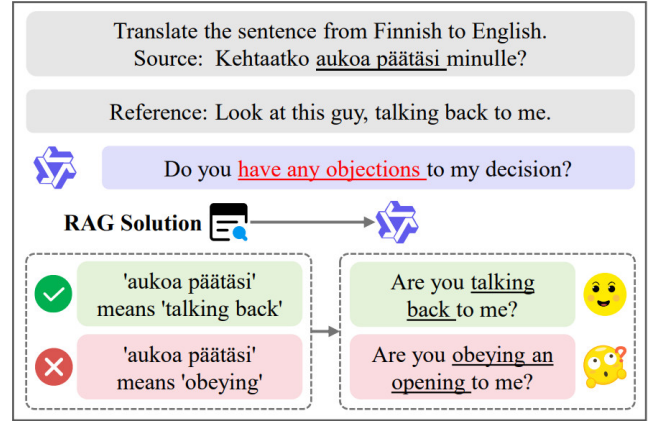 Translate the sentence from Finnish to English.
Source: Kehtaatko aukoa päätäsi minulle?
Reference: Look at this guy, talking back to me.
Do you have any objections to my decision?
RAG Solution
'aukoa päätäsi'
means 'talking back'
Are you talking
back to me?
'aukoa päätäsi'
means 'obeying'
Are you obeying an
opening to me?